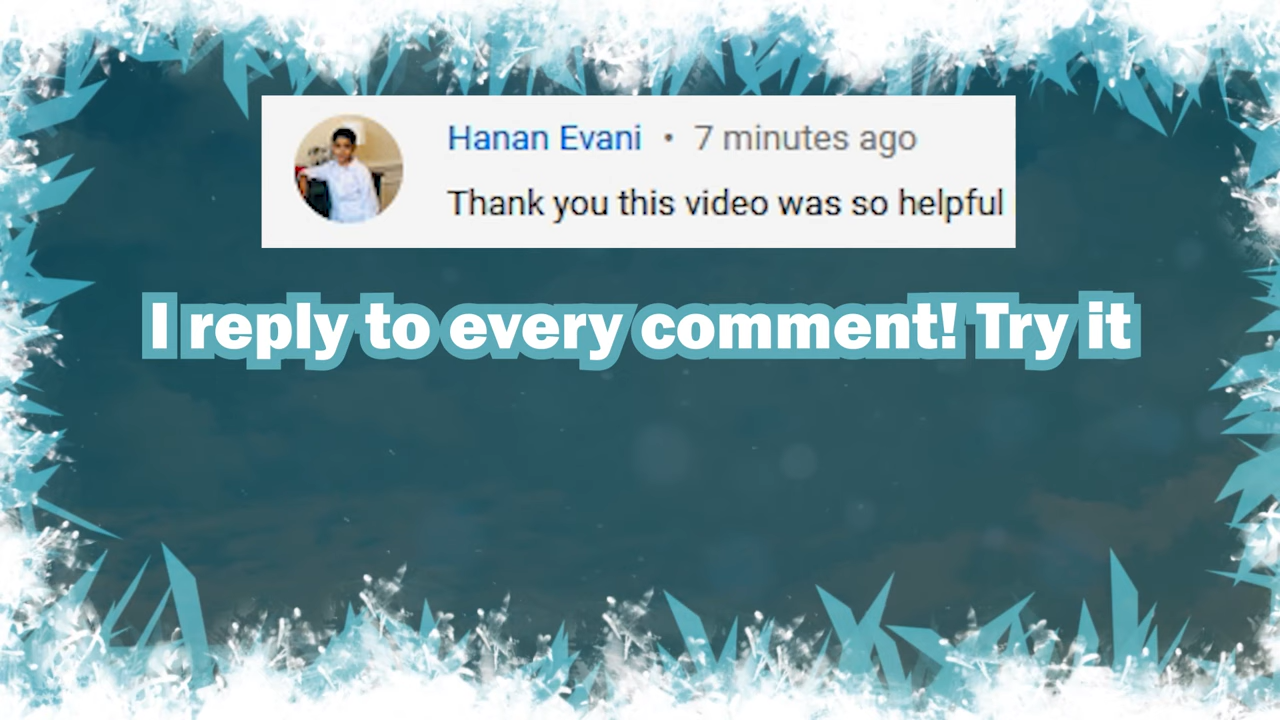 Hanan Evani • 7 minutes ago
Thank you this video was so helpful
I reply to every comment! Try it